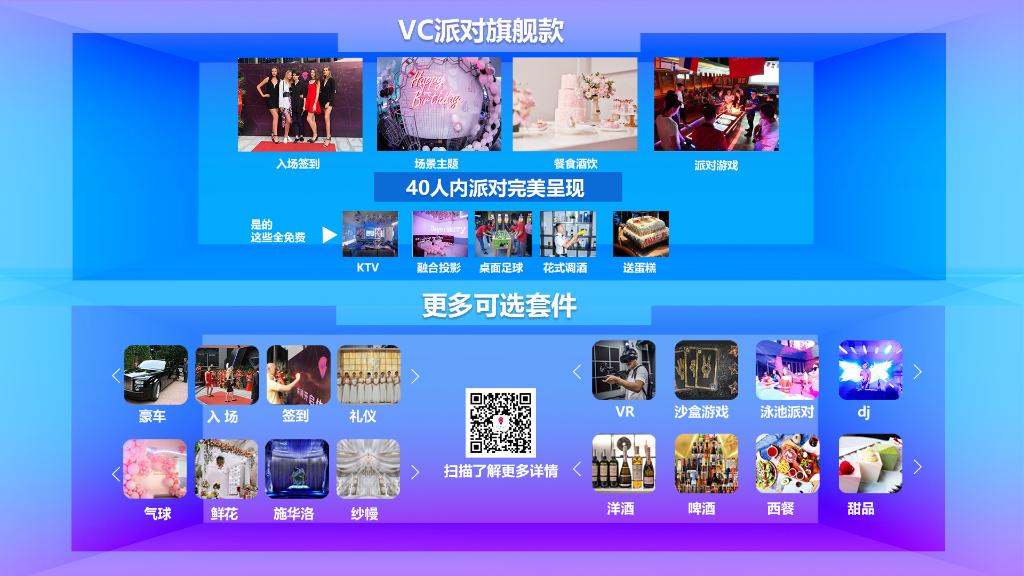 VC派对旗舰款
Happy
Birthday
入场签到
场景主题
餐食酒饮
派对游戏
40人内派对完美呈现
是的
这些全免费
KTV
融合投影
桌面足球
花式调酒
送蛋糕
更多可选套件
豪车
入 场
签到
礼仪
VR
沙盒游戏
泳池派对
dj
扫描了解更多详情
气球
鲜花
施华洛
纱幔
洋酒
啤酒
西餐
甜品